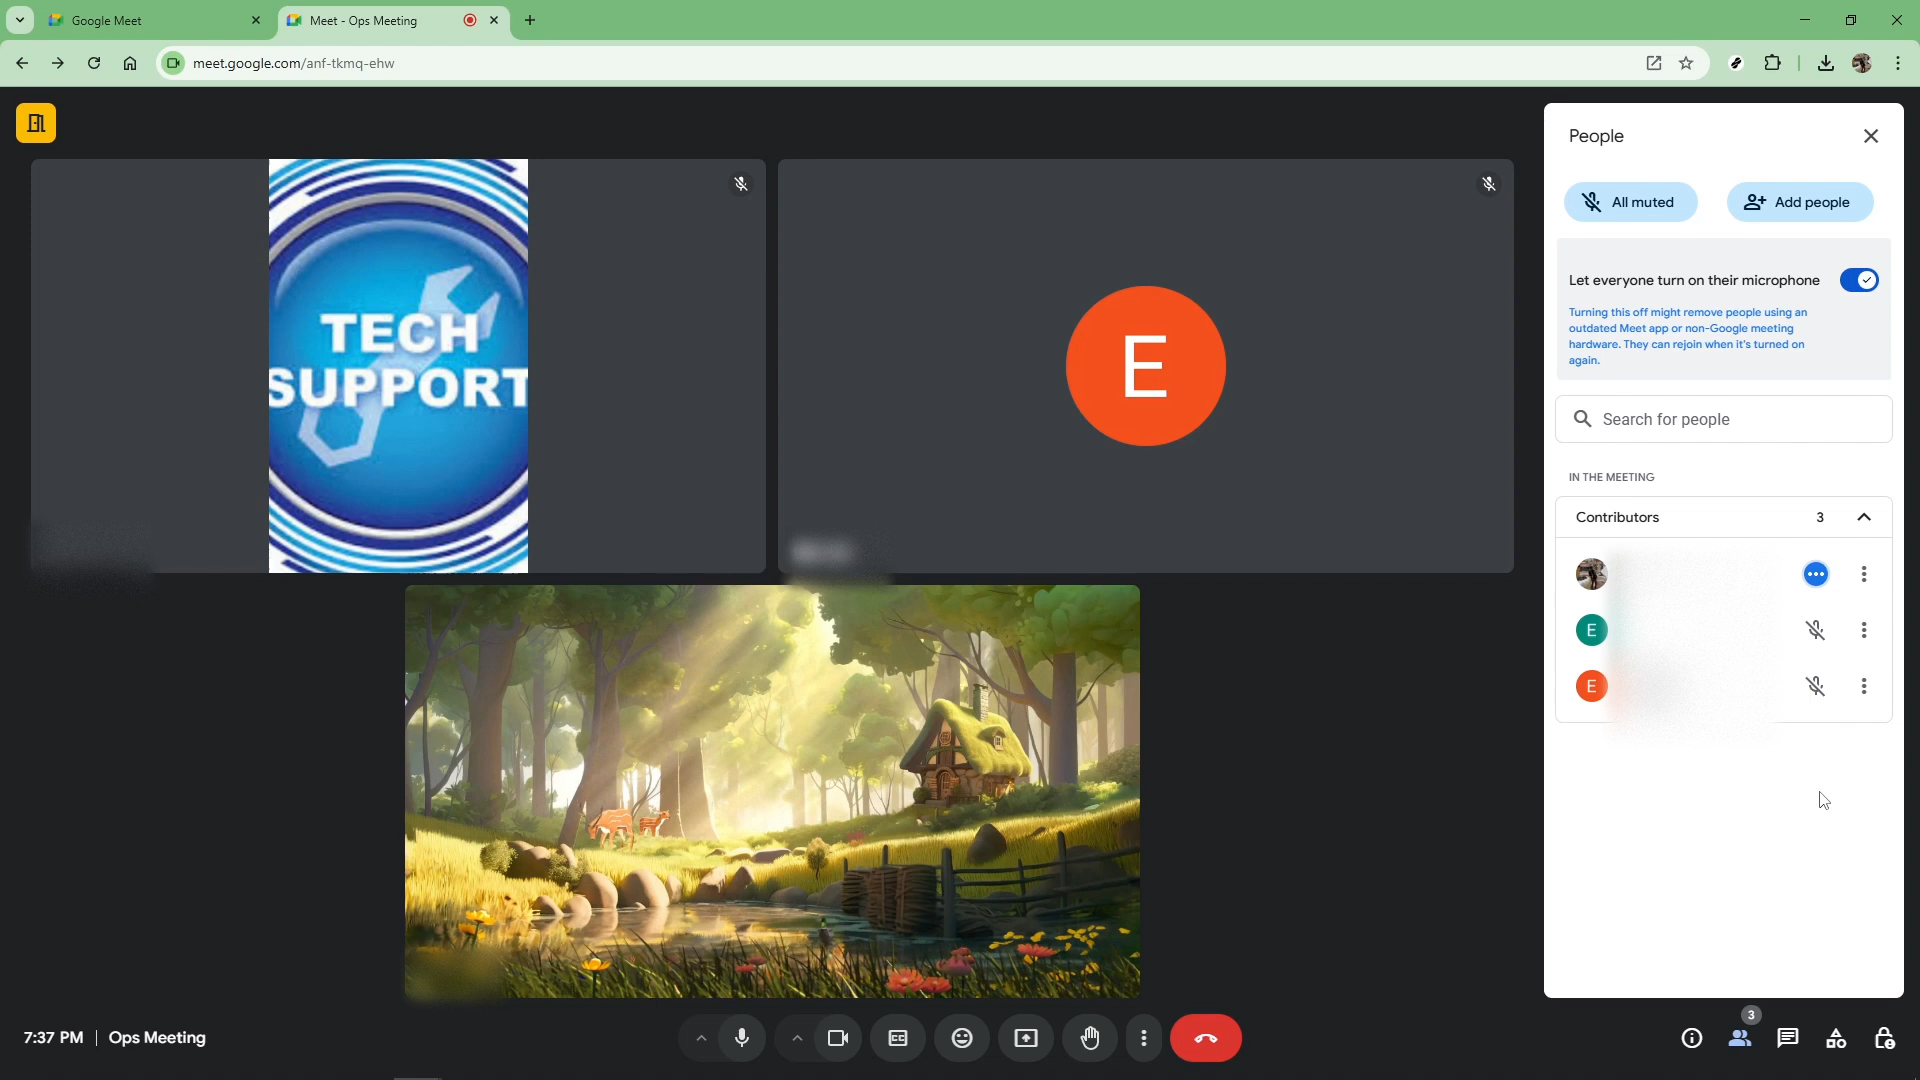 Google Meet
Meet - Ops Meeting
meet.google.com/anf-tkmq-ehw
TECH
SUPPORT
E
People
All muted
Add people
Let everyone turn on their microphone
Turning this off might remove people using an
outdated Meet app or non-Google meeting
hardware. They can rejoin when it's turned on
again.
Search for people
IN THE MEETING
Contributors 3
E
E
7:37 PM | Ops Meeting
CC
3